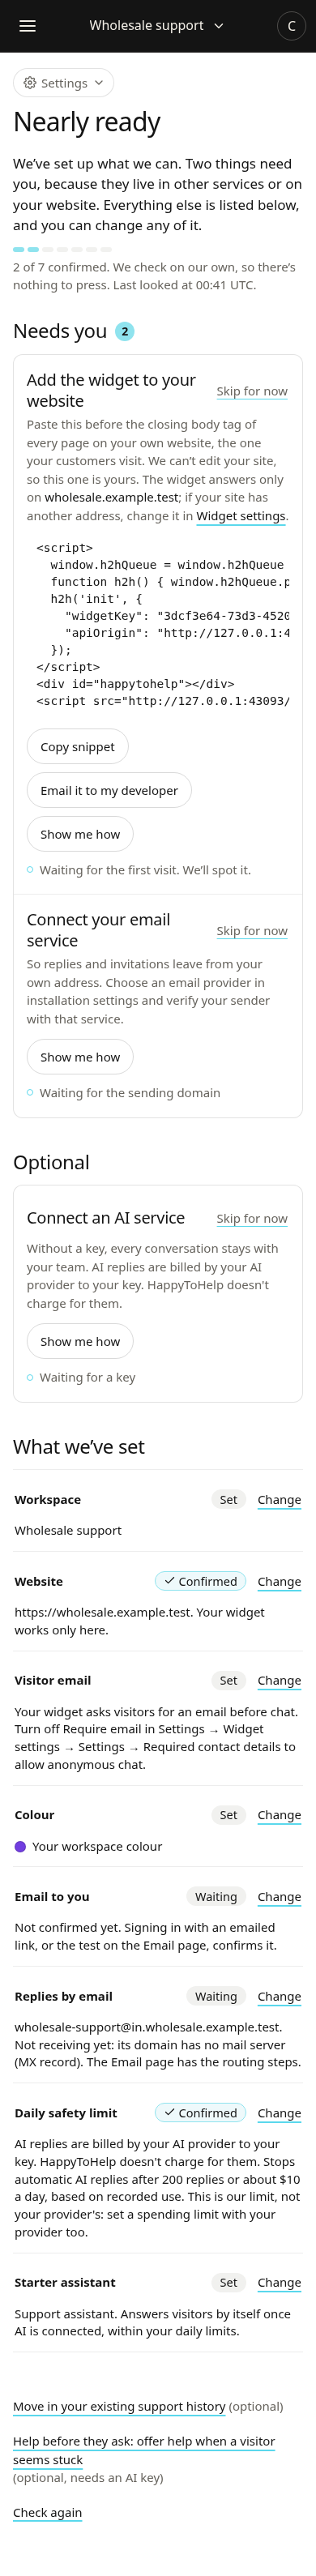 Wholesale support
C
Settings
Nearly ready
We’ve set up what we can. Two things need
you, because they live in other services or on
your website. Everything else is listed below,
and you can change any of it.
2 of 7 confirmed. We check on our own, so there’s
nothing to press. Last looked at 00:41 UTC.
Needs you 2
Add the widget to your
website
Skip for now
Paste this before the closing body tag of
every page on your own website, the one
your customers visit. We can’t edit your site,
so this one is yours. The widget answers only
on wholesale.example.test; if your site has
another address, change it in Widget settings.
<script>
window.h2hQueue = window.h2hQueue
function h2h() { window.h2hQueue.p
h2h('init', {
"widgetKey": "3dcf3e64-73d3-4520
"apiOrigin": "http://127.0.0.1:4
});
</script>
<div id="happytohelp"></div>
<script src="http://127.0.0.1:43093/
Copy snippet
Email it to my developer
Show me how
Waiting for the first visit. We’ll spot it.
Connect your email
service
Skip for now
So replies and invitations leave from your
own address. Choose an email provider in
installation settings and verify your sender
with that service.
Show me how
Waiting for the sending domain
Optional
Connect an AI service
Skip for now
Without a key, every conversation stays with
your team. AI replies are billed by your AI
provider to your key. HappyToHelp doesn't
charge for them.
Show me how
Waiting for a key
What we’ve set
Workspace Set Change
Wholesale support
Website Confirmed Change
https://wholesale.example.test. Your widget
works only here.
Visitor email Set Change
Your widget asks visitors for an email before chat.
Turn off Require email in Settings → Widget
settings → Settings → Required contact details to
allow anonymous chat.
Colour Set Change
Your workspace colour
Email to you Waiting Change
Not confirmed yet. Signing in with an emailed
link, or the test on the Email page, confirms it.
Replies by email Waiting Change
wholesale-support@in.wholesale.example.test.
Not receiving yet: its domain has no mail server
(MX record). The Email page has the routing steps.
Daily safety limit Confirmed Change
AI replies are billed by your AI provider to your
key. HappyToHelp doesn't charge for them. Stops
automatic AI replies after 200 replies or about $10
a day, based on recorded use. This is our limit, not
your provider's: set a spending limit with your
provider too.
Starter assistant Set Change
Support assistant. Answers visitors by itself once
AI is connected, within your daily limits.
Move in your existing support history (optional)
Help before they ask: offer help when a visitor
seems stuck
(optional, needs an AI key)
Check again